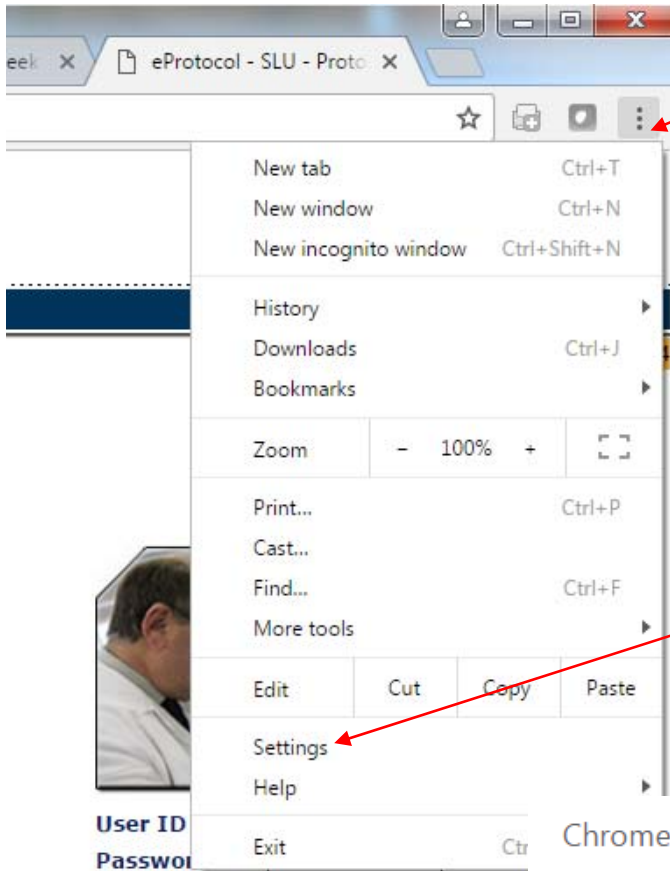 eek
eProtocol - SLU - Proto
New tab Ctrl+T
New window Ctrl+N
New incognito window Ctrl+Shift+N
History
Downloads Ctrl+J
Bookmarks
Zoom - 100% +
Print... Ctrl+P
Cast...
Find... Ctrl+F
More tools
Edit Cut Copy Paste
Settings
Help
User ID
Exit Ctr
Passwor
Chrome